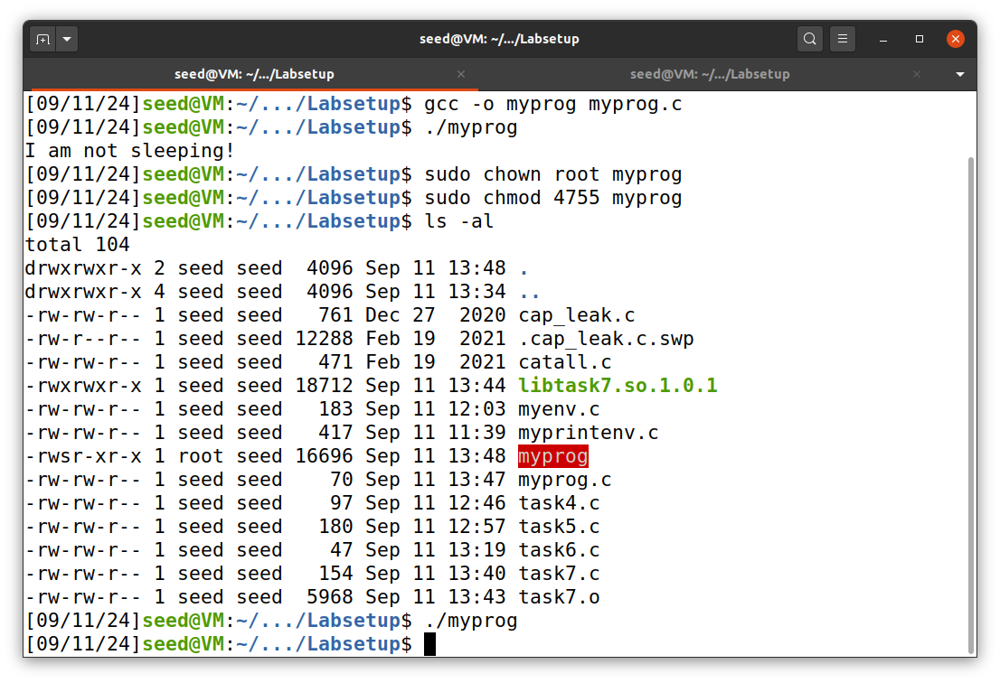 seed@VM: ~/.../Labsetup
seed@VM: ~/.../Labsetup seed@VM: ~/.../Labsetup
[09/11/24]seed@VM:~/.../Labsetup$ gcc -o myprog myprog.c
[09/11/24]seed@VM:~/.../Labsetup$ ./myprog
I am not sleeping!
[09/11/24]seed@VM:~/.../Labsetup$ sudo chown root myprog
[09/11/24]seed@VM:~/.../Labsetup$ sudo chmod 4755 myprog
[09/11/24]seed@VM:~/.../Labsetup$ ls -al
total 104
drwxrwxr-x 2 seed seed  4096 Sep 11 13:48 .
drwxrwxr-x 4 seed seed  4096 Sep 11 13:34 ..
-rw-rw-r-- 1 seed seed   761 Dec 27  2020 cap_leak.c
-rw-r--r-- 1 seed seed 12288 Feb 19  2021 .cap_leak.c.swp
-rw-rw-r-- 1 seed seed   471 Feb 19  2021 catall.c
-rwxrwxr-x 1 seed seed 18712 Sep 11 13:44 libtask7.so.1.0.1
-rw-rw-r-- 1 seed seed   183 Sep 11 12:03 myenv.c
-rw-rw-r-- 1 seed seed   417 Sep 11 11:39 myprintenv.c
-rwsr-xr-x 1 root seed 16696 Sep 11 13:48 myprog
-rw-rw-r-- 1 seed seed    70 Sep 11 13:47 myprog.c
-rw-rw-r-- 1 seed seed    97 Sep 11 12:46 task4.c
-rw-rw-r-- 1 seed seed   180 Sep 11 12:57 task5.c
-rw-rw-r-- 1 seed seed    47 Sep 11 13:19 task6.c
-rw-rw-r-- 1 seed seed   154 Sep 11 13:40 task7.c
-rw-rw-r-- 1 seed seed  5968 Sep 11 13:43 task7.o
[09/11/24]seed@VM:~/.../Labsetup$ ./myprog
[09/11/24]seed@VM:~/.../Labsetup$